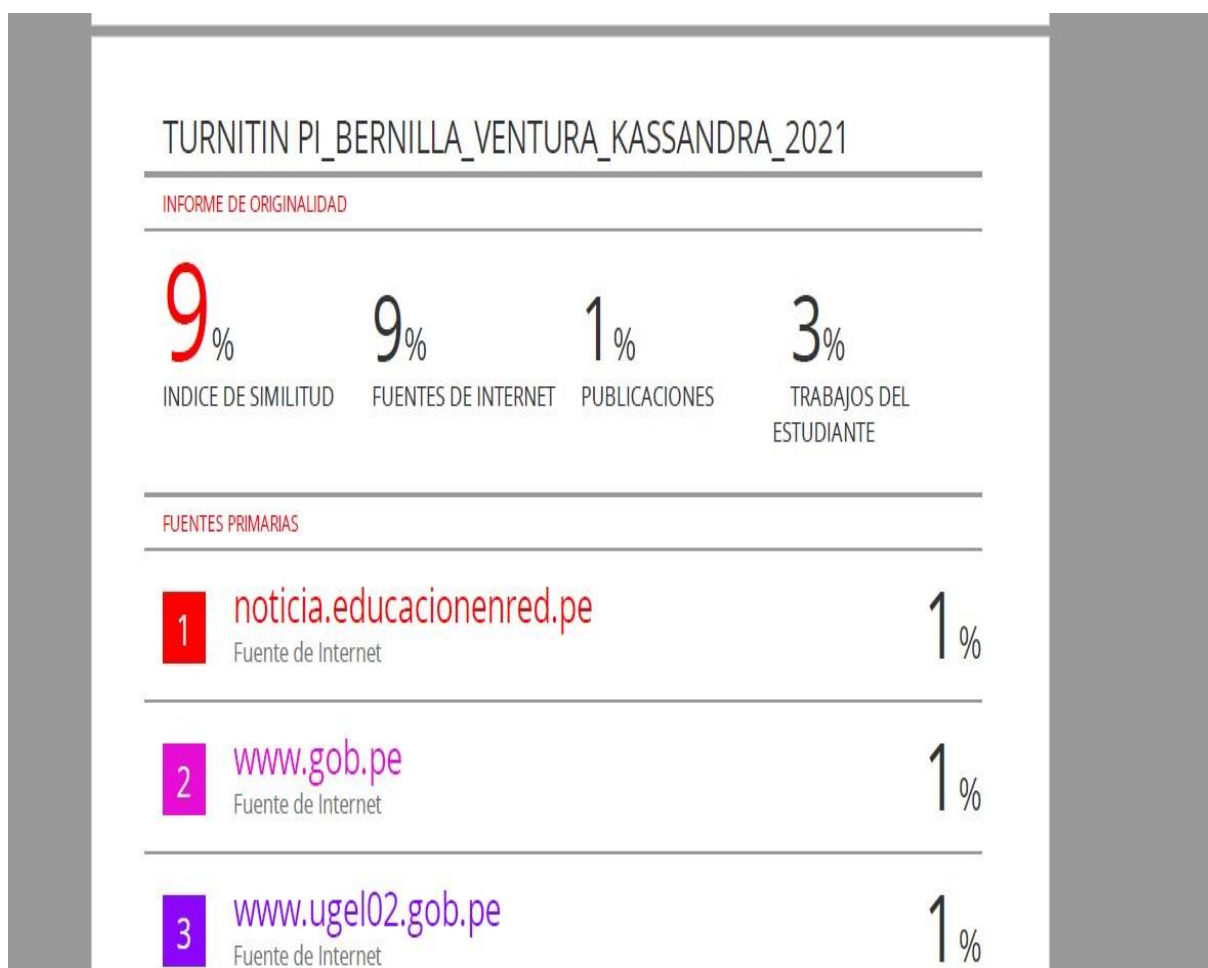 TURNITIN PI_BERNILLA_VENTURA_KASSANDRA_2021
INFORME DE ORIGINALIDAD
9% 9% 1% 3%
INDICE DE SIMILITUD FUENTES DE INTERNET PUBLICACIONES TRABAJOS DEL
ESTUDIANTE
FUENTES PRIMARIAS
1 noticia.educacionenred.pe 1%
Fuente de Internet
2 www.gob.pe 1%
Fuente de Internet
3 www.ugel02.gob.pe 1%
Fuente de Internet